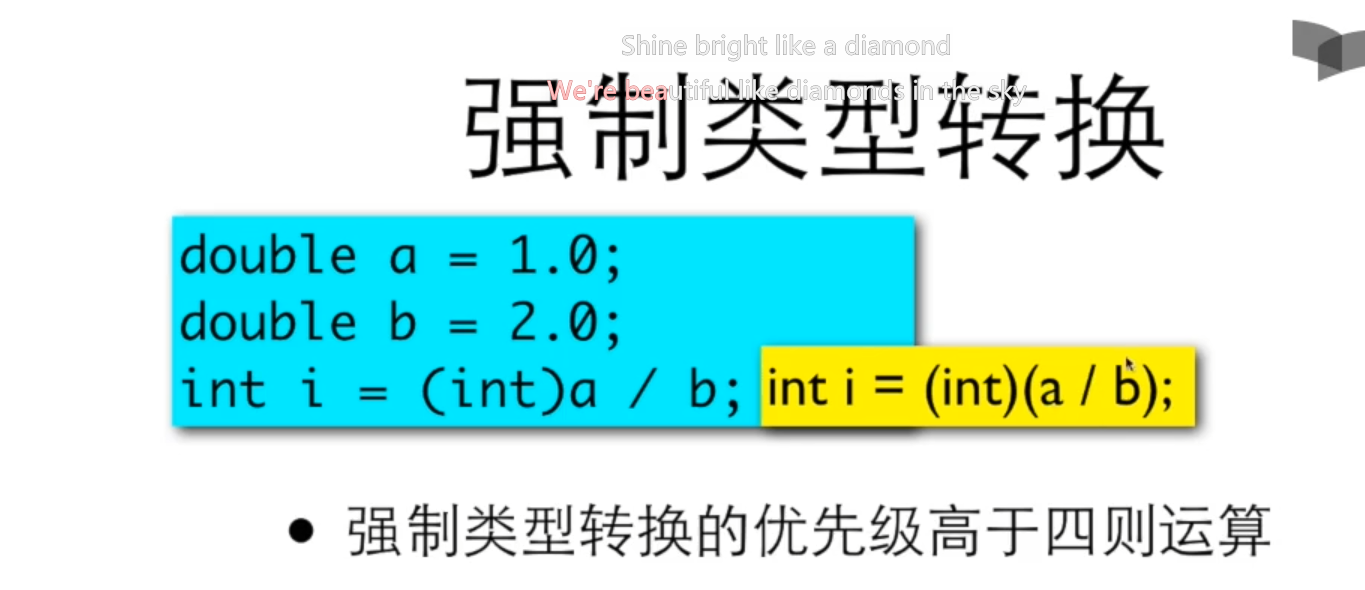 Shine bright like a diamond
We're beautiful like diamonds in the sky
强制类型转换
double a = 1.0;
double b = 2.0;
int i = (int)a / b;
int i = (int)(a / b);
• 强制类型转换的优先级高于四则运算